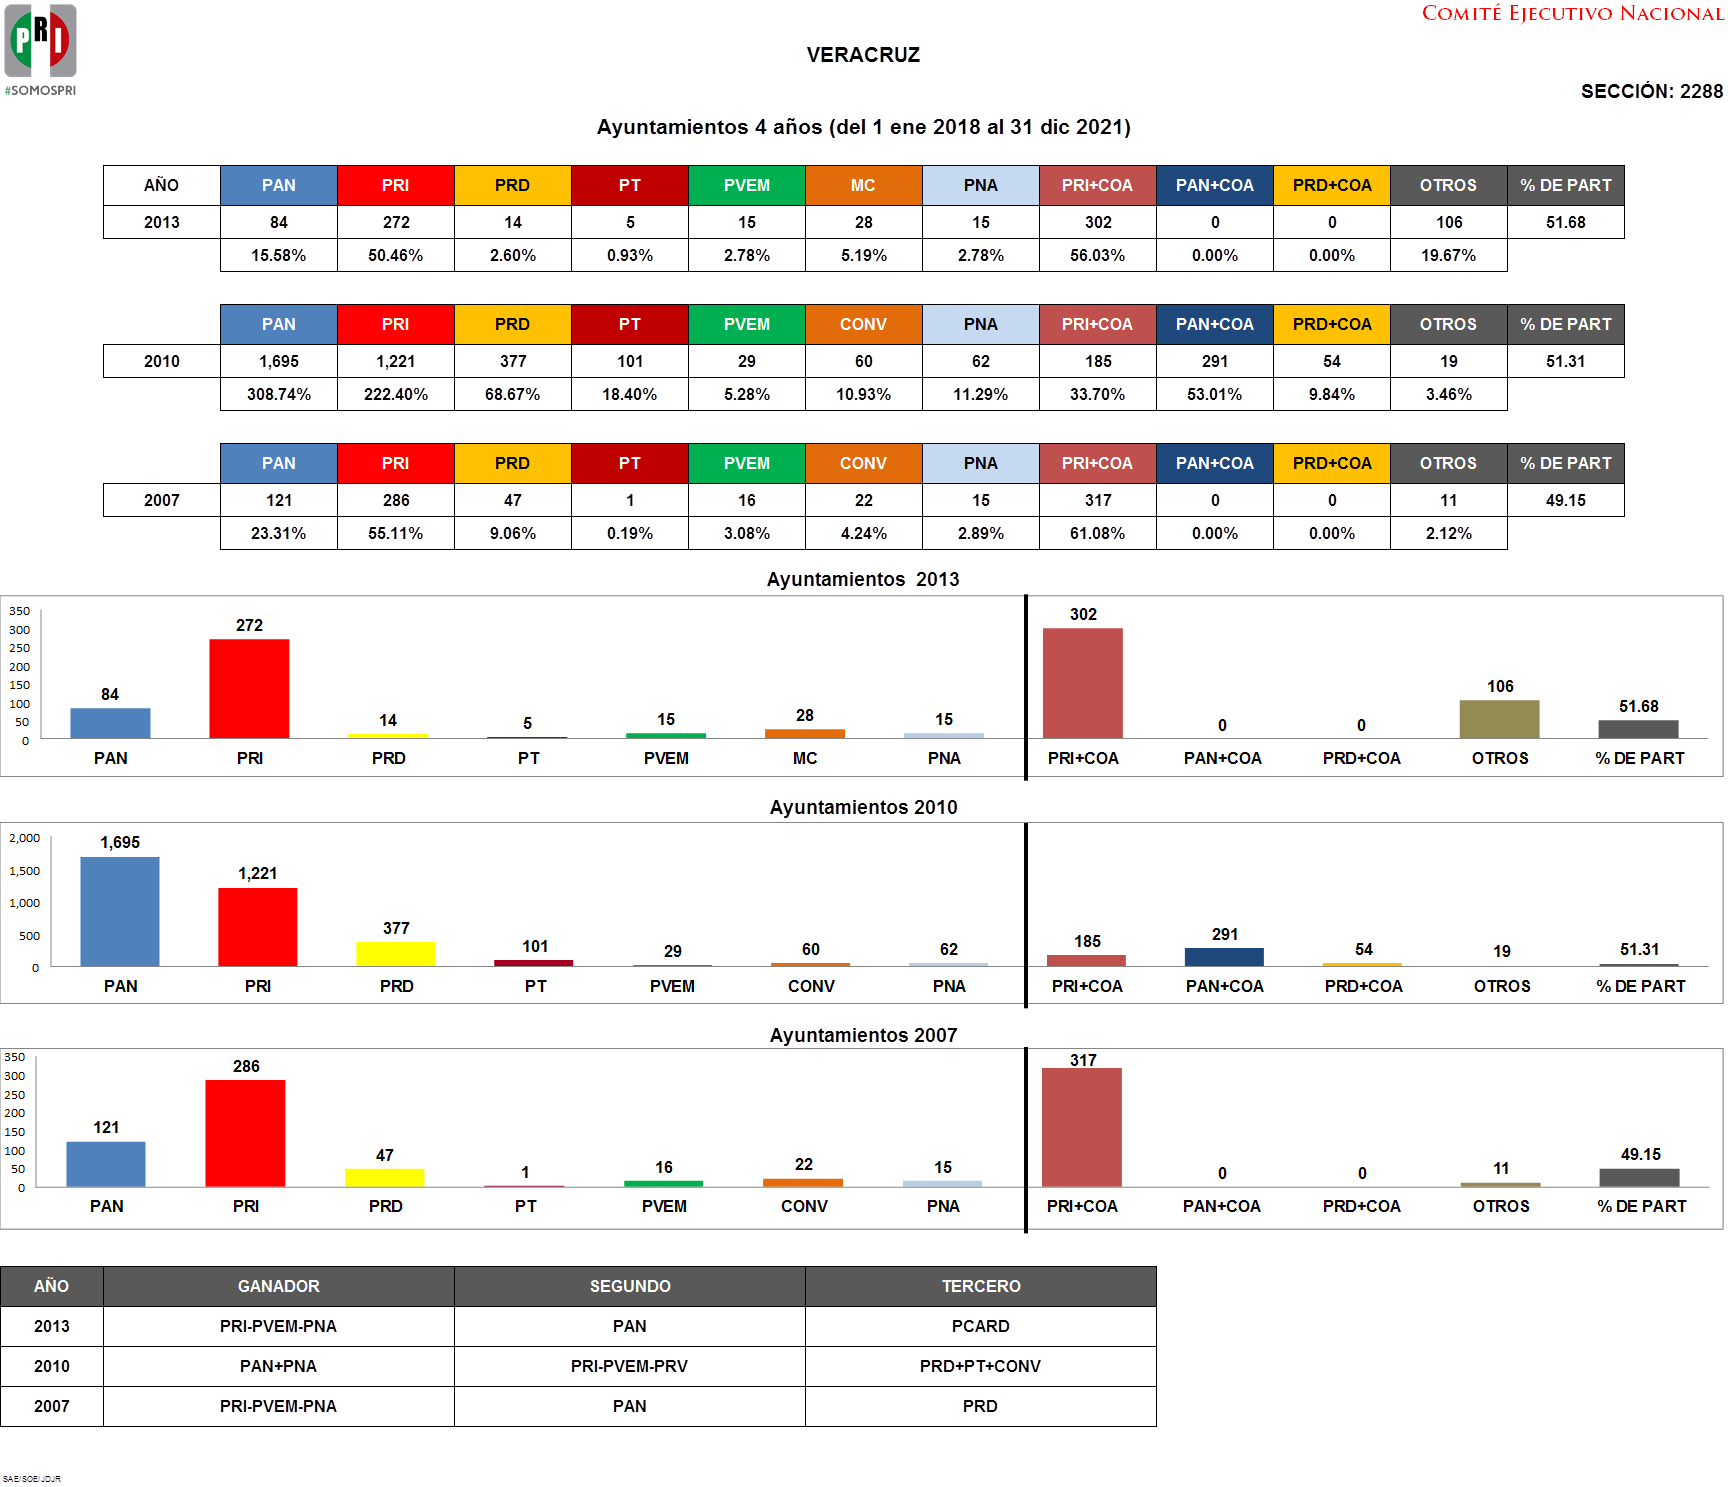 PRI
#SOMOSPRI
COMITÉ EJECUTIVO NACIONAL
VERACRUZ
SECCIÓN: 2288
Ayuntamientos 4 años (del 1 ene 2018 al 31 dic 2021)
AÑO PAN PRI PRD PT PVEM MC PNA PRI+COA PAN+COA PRD+COA OTROS % DE PART
2013 84 272 14 5 15 28 15 302 0 0 106 51.68
15.58% 50.46% 2.60% 0.93% 2.78% 5.19% 2.78% 56.03% 0.00% 0.00% 19.67%
PAN PRI PRD PT PVEM CONV PNA PRI+COA PAN+COA PRD+COA OTROS % DE PART
2010 1,695 1,221 377 101 29 60 62 185 291 54 19 51.31
308.74% 222.40% 68.67% 18.40% 5.28% 10.93% 11.29% 33.70% 53.01% 9.84% 3.46%
PAN PRI PRD PT PVEM CONV PNA PRI+COA PAN+COA PRD+COA OTROS % DE PART
2007 121 286 47 1 16 22 15 317 0 0 11 49.15
23.31% 55.11% 9.06% 0.19% 3.08% 4.24% 2.89% 61.08% 0.00% 0.00% 2.12%
Ayuntamientos 2013
350
300
250
200
150
100
50
0
84 272 14 5 15 28 15 302 0 0 106 51.68
PAN PRI PRD PT PVEM MC PNA PRI+COA PAN+COA PRD+COA OTROS % DE PART
Ayuntamientos 2010
2,000
1,500
1,000
500
0
1,695 1,221 377 101 29 60 62 185 291 54 19 51.31
PAN PRI PRD PT PVEM CONV PNA PRI+COA PAN+COA PRD+COA OTROS % DE PART
Ayuntamientos 2007
350
300
250
200
150
100
50
0
121 286 47 1 16 22 15 317 0 0 11 49.15
PAN PRI PRD PT PVEM CONV PNA PRI+COA PAN+COA PRD+COA OTROS % DE PART
AÑO GANADOR SEGUNDO TERCERO
2013 PRI-PVEM-PNA PAN PCARD
2010 PAN+PNA PRI-PVEM-PRV PRD+PT+CONV
2007 PRI-PVEM-PNA PAN PRD
SAE/SOE/JDJR